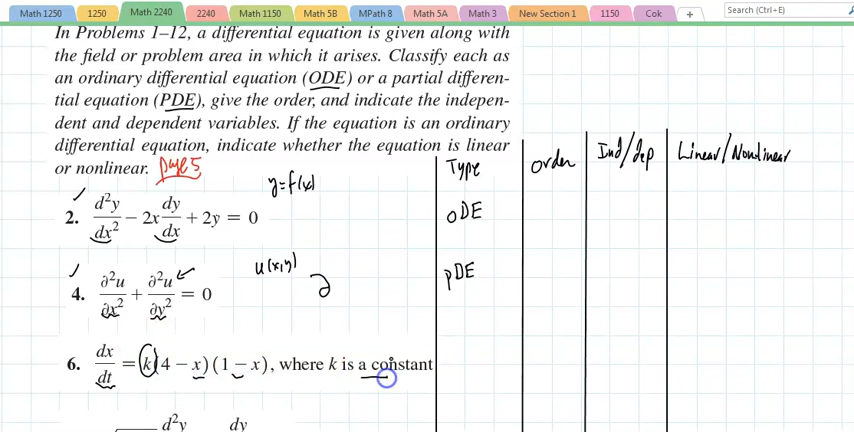 Math 1250 1250 Math 2240 2240 Math1150 Math 5B MPath 8 Math 5A Math 3 New Section 1 1150 Cok + Search (Ctrl+E)
In Problems 1–12, a differential equation is given along with
the field or problem area in which it arises. Classify each as
an ordinary differential equation (ODE) or a partial differen-
tial equation (PDE), give the order, and indicate the indepen-
dent and dependent variables. If the equation is an ordinary
differential equation, indicate whether the equation is linear
or nonlinear. page 5
Type order Ind/dep Linear/Nonlinear
y=f(x)
2. d²y/dx² − 2x dy/dx + 2y = 0 ODE
u(x,y) ∂
4. ∂²u/∂x² + ∂²u/∂y² = 0 PDE
6. dx/dt = k(4 − x)(1 − x), where k is a constant
d²y dy